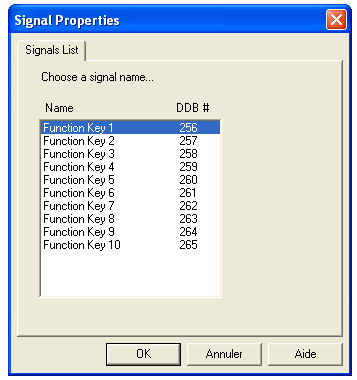 Signal Properties
Signals List
Choose a signal name...
Name DDB #
Function Key 1 256
Function Key 2 257
Function Key 3 258
Function Key 4 259
Function Key 5 260
Function Key 6 261
Function Key 7 262
Function Key 8 263
Function Key 9 264
Function Key 10 265
OK Annuler Aide